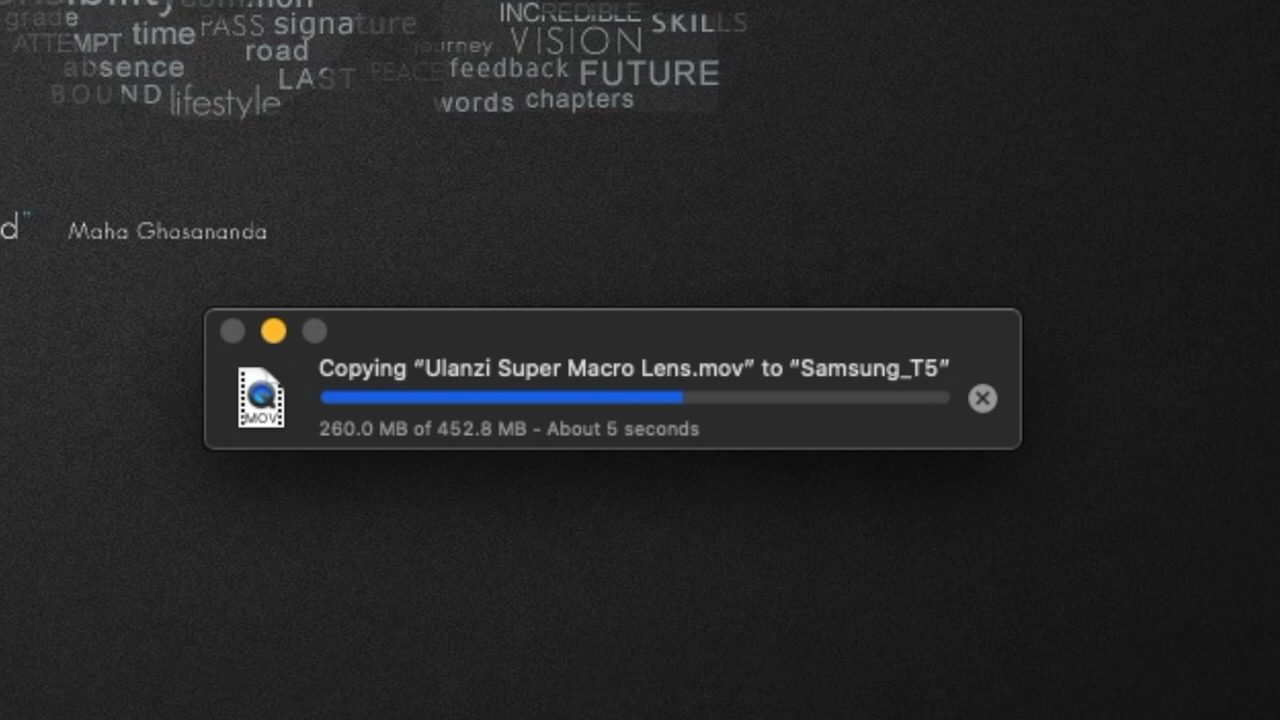 INCREDIBLE
grade
time PASS signature
SKILLS
ATTEMPT
road
journey VISION
absence
LAST PEACE feedback FUTURE
BOUND
lifestyle
words chapters
d" Maha Ghosananda
Copying “Ulanzi Super Macro Lens.mov” to “Samsung_T5”
MOV
260.0 MB of 452.8 MB - About 5 seconds